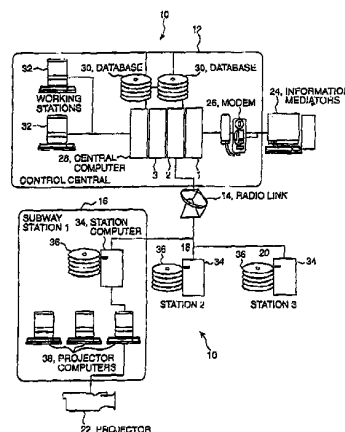 10
12
32
30, DATABASE
30, DATABASE
24, INFORMATION
MEDIATORS
26, MODEM
WORKING
STATIONS
32
28, CENTRAL
COMPUTER
3
2
1
CONTROL CENTRAL
14, RADIO LINK
16
SUBWAY
STATION 1
34, STATION
COMPUTER
36
18
20
36
34
36
34
STATION 2
STATION 3
38, PROJECTOR
COMPUTERS
10
22, PROJECTOR